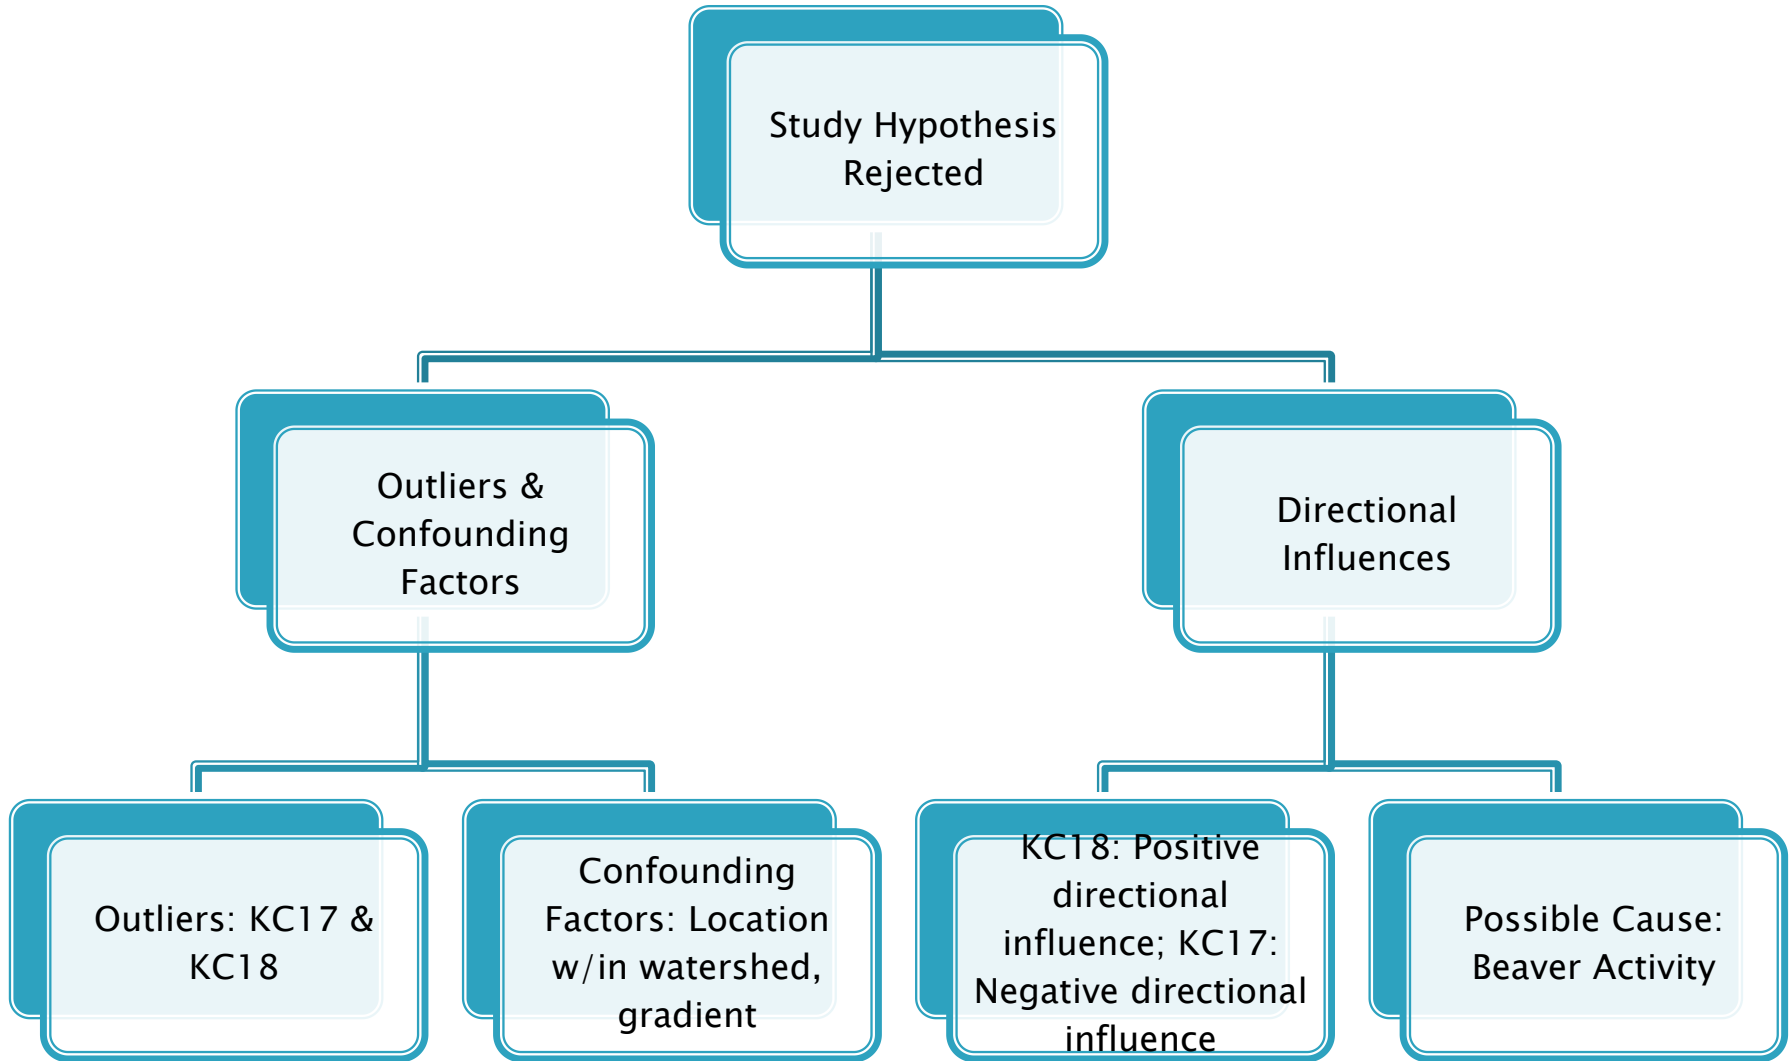 Study Hypothesis
Rejected
Outliers &
Confounding
Factors
Directional
Influences
Outliers: KC17 &
KC18
Confounding
Factors: Location
w/in watershed,
gradient
KC18: Positive
directional
influence; KC17:
Negative directional
influence
Possible Cause:
Beaver Activity